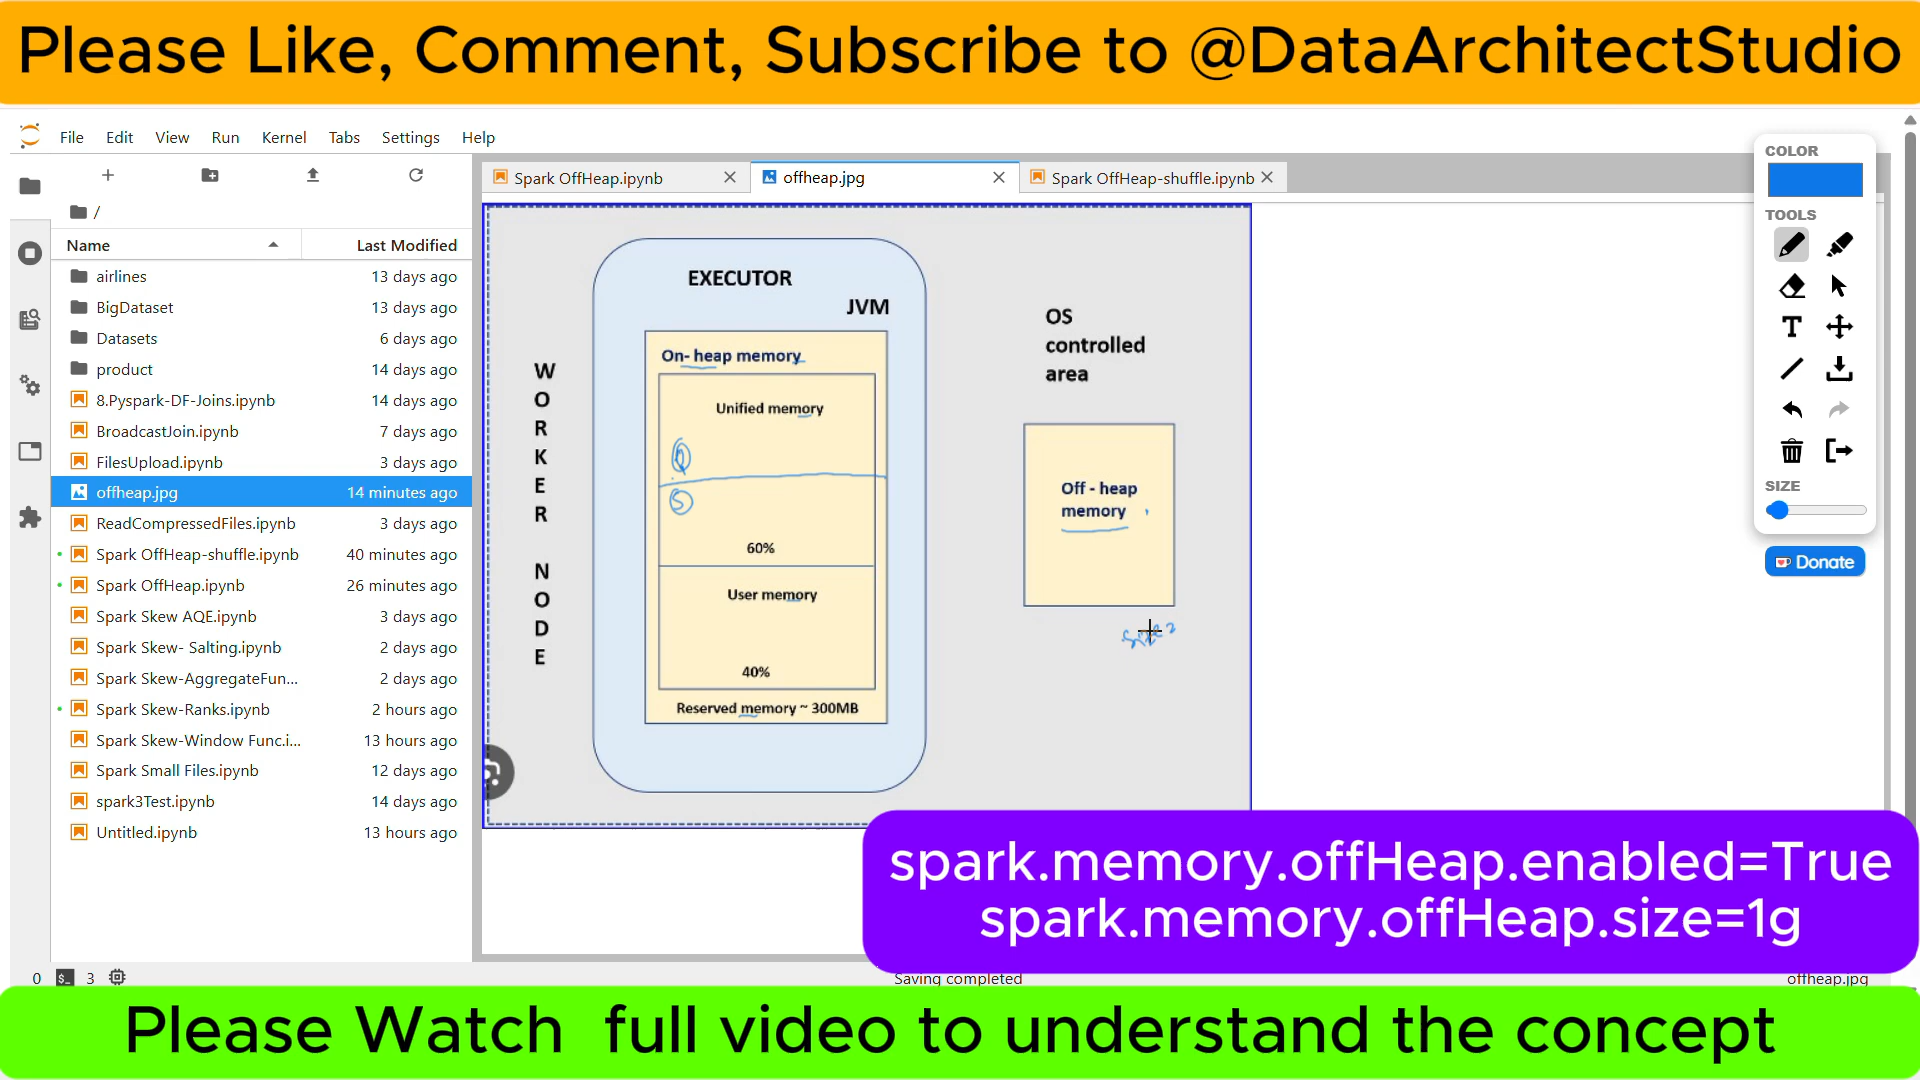 Please Like, Comment, Subscribe to @DataArchitectStudio
File Edit View Run Kernel Tabs Settings Help
/
Name Last Modified
airlines 13 days ago
BigDataset 13 days ago
Datasets 6 days ago
product 14 days ago
8.Pyspark-DF-Joins.ipynb 14 days ago
BroadcastJoin.ipynb 7 days ago
FilesUpload.ipynb 3 days ago
offheap.jpg 14 minutes ago
ReadCompressedFiles.ipynb 3 days ago
Spark OffHeap-shuffle.ipynb 40 minutes ago
Spark OffHeap.ipynb 26 minutes ago
Spark Skew AQE.ipynb 3 days ago
Spark Skew- Salting.ipynb 2 days ago
Spark Skew-AggregateFun... 2 days ago
Spark Skew-Ranks.ipynb 2 hours ago
Spark Skew-Window Func.i... 13 hours ago
Spark Small Files.ipynb 12 days ago
spark3Test.ipynb 14 days ago
Untitled.ipynb 13 hours ago
Spark OffHeap.ipynb offheap.jpg Spark OffHeap-shuffle.ipynb
WORKER NODE
EXECUTOR
JVM
On- heap memory
Unified memory
S
60%
User memory
40%
Reserved memory ~ 300MB
OS
controlled
area
Off - heap
memory
COLOR
TOOLS
T
SIZE
Donate
spark.memory.offHeap.enabled=True
spark.memory.offHeap.size=1g
0 $_ 3 Saving completed offheap.jpg
Please Watch full video to understand the concept